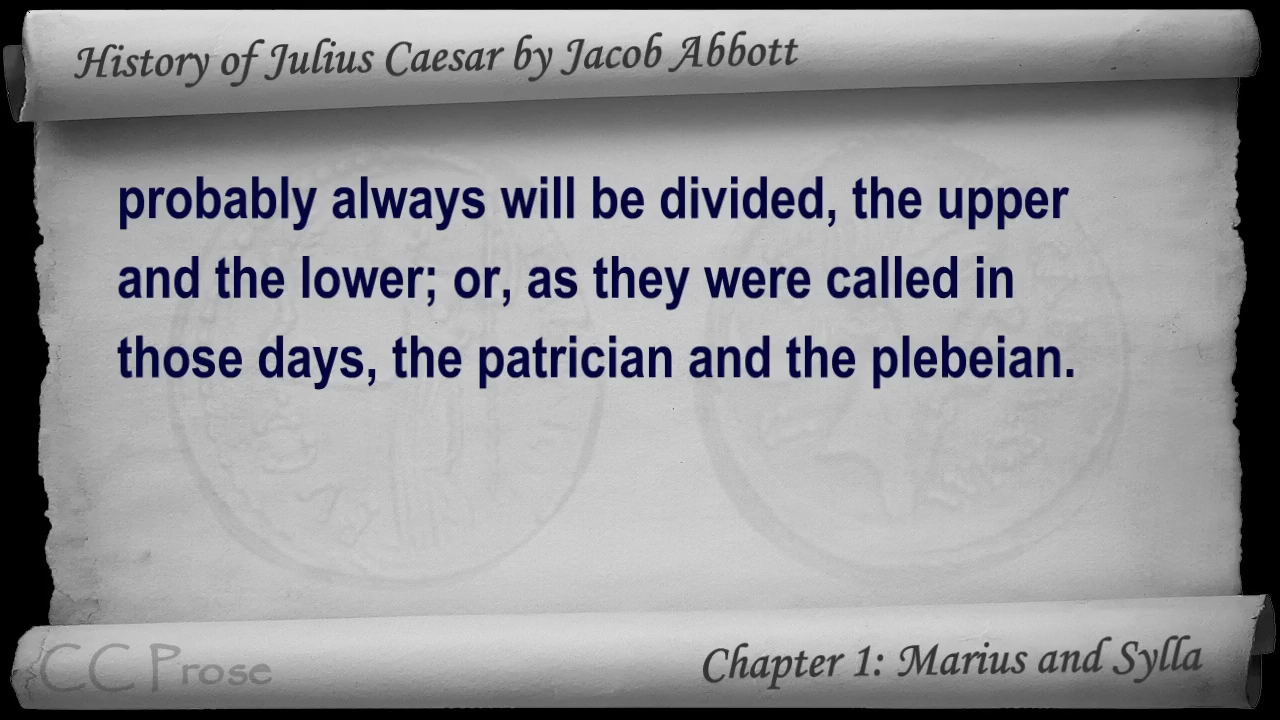 History of Julius Caesar by Jacob Abbott
probably always will be divided, the upper
and the lower; or, as they were called in
those days, the patrician and the plebeian.
CC Prose
Chapter 1: Marius and Sylla